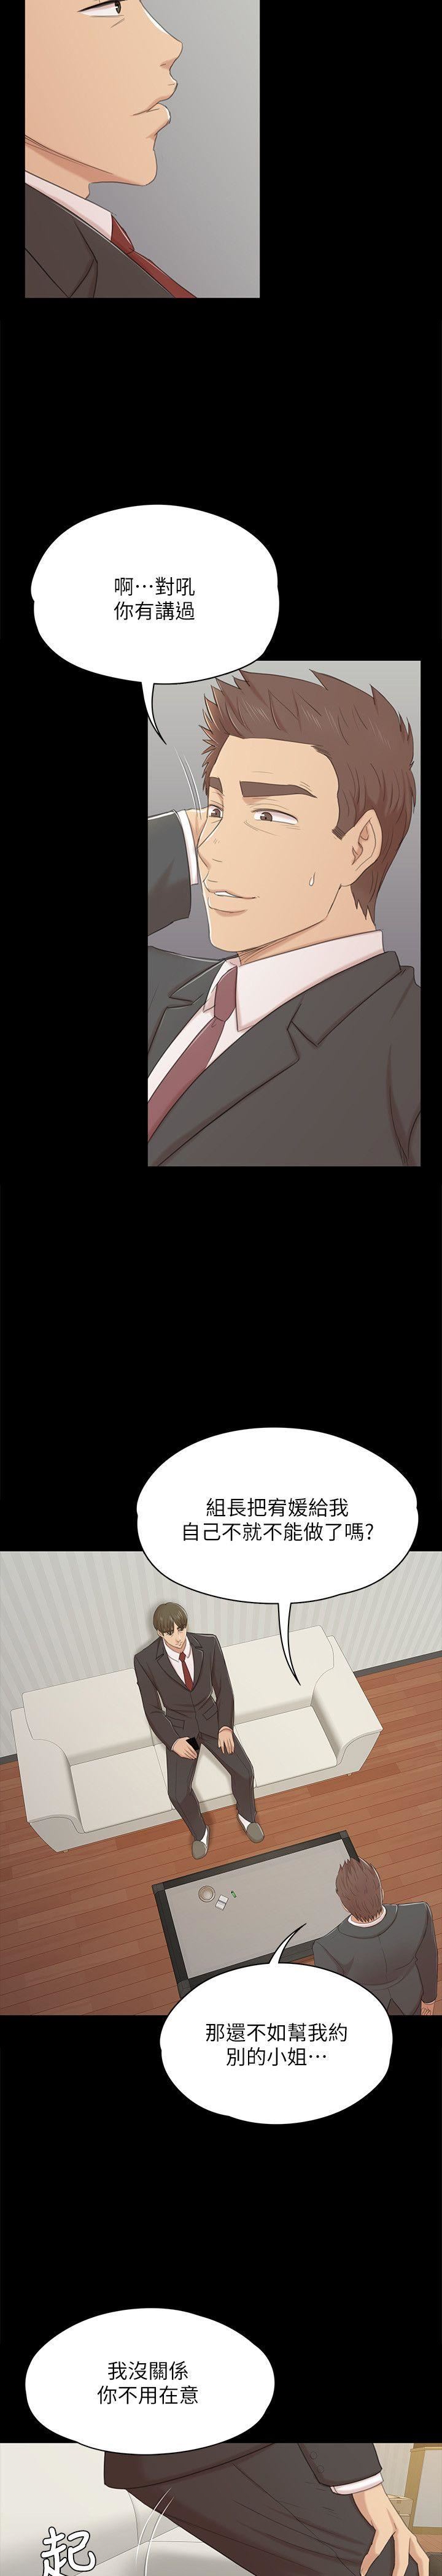 啊…對吼
你有講過
組長把宥媛給我
自己不就不能做了嗎?
那還不如幫我約
別的小姐…
我沒關係
你不用在意
起